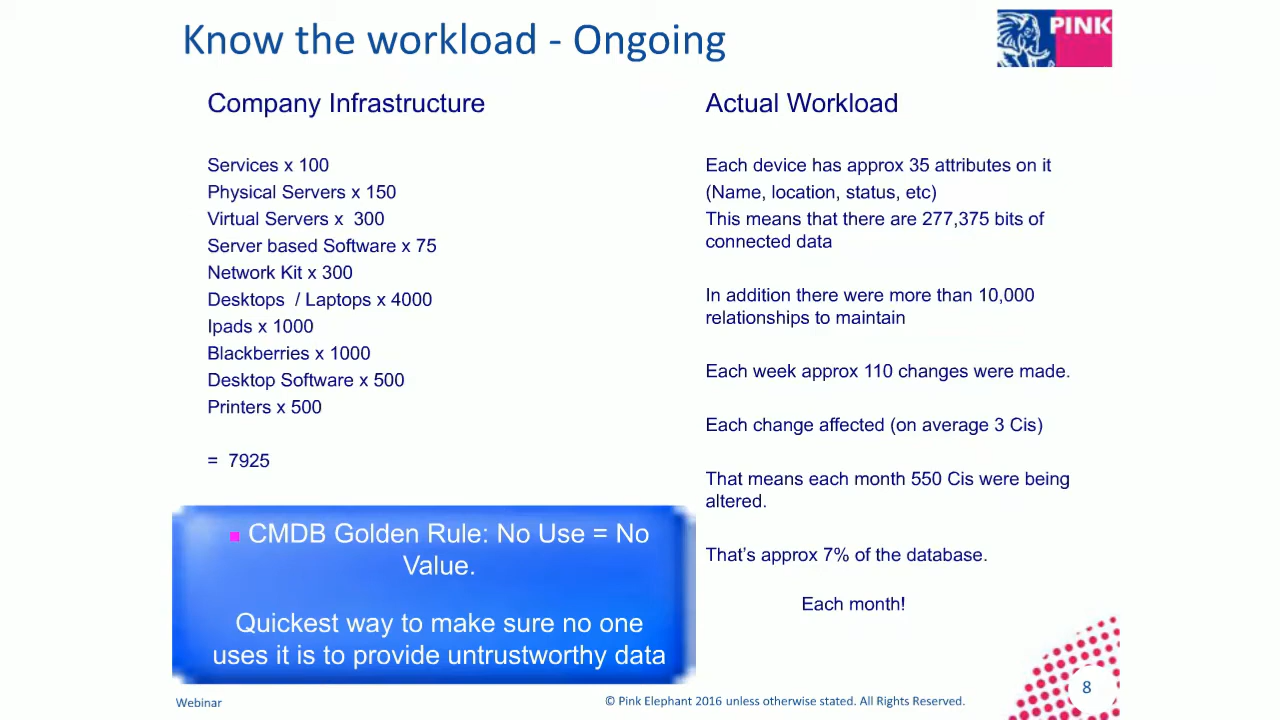 Know the workload - Ongoing
PINK
Company Infrastructure
Services x 100
Physical Servers x 150
Virtual Servers x  300
Server based Software x 75
Network Kit x 300
Desktops  / Laptops x 4000
Ipads x 1000
Blackberries x 1000
Desktop Software x 500
Printers x 500
=  7925
CMDB Golden Rule: No Use = No
Value.
Quickest way to make sure no one
uses it is to provide untrustworthy data
Actual Workload
Each device has approx 35 attributes on it
(Name, location, status, etc)
This means that there are 277,375 bits of
connected data
In addition there were more than 10,000
relationships to maintain
Each week approx 110 changes were made.
Each change affected (on average 3 Cis)
That means each month 550 Cis were being
altered.
That’s approx 7% of the database.
Each month!
Webinar
© Pink Elephant 2016 unless otherwise stated. All Rights Reserved.
8